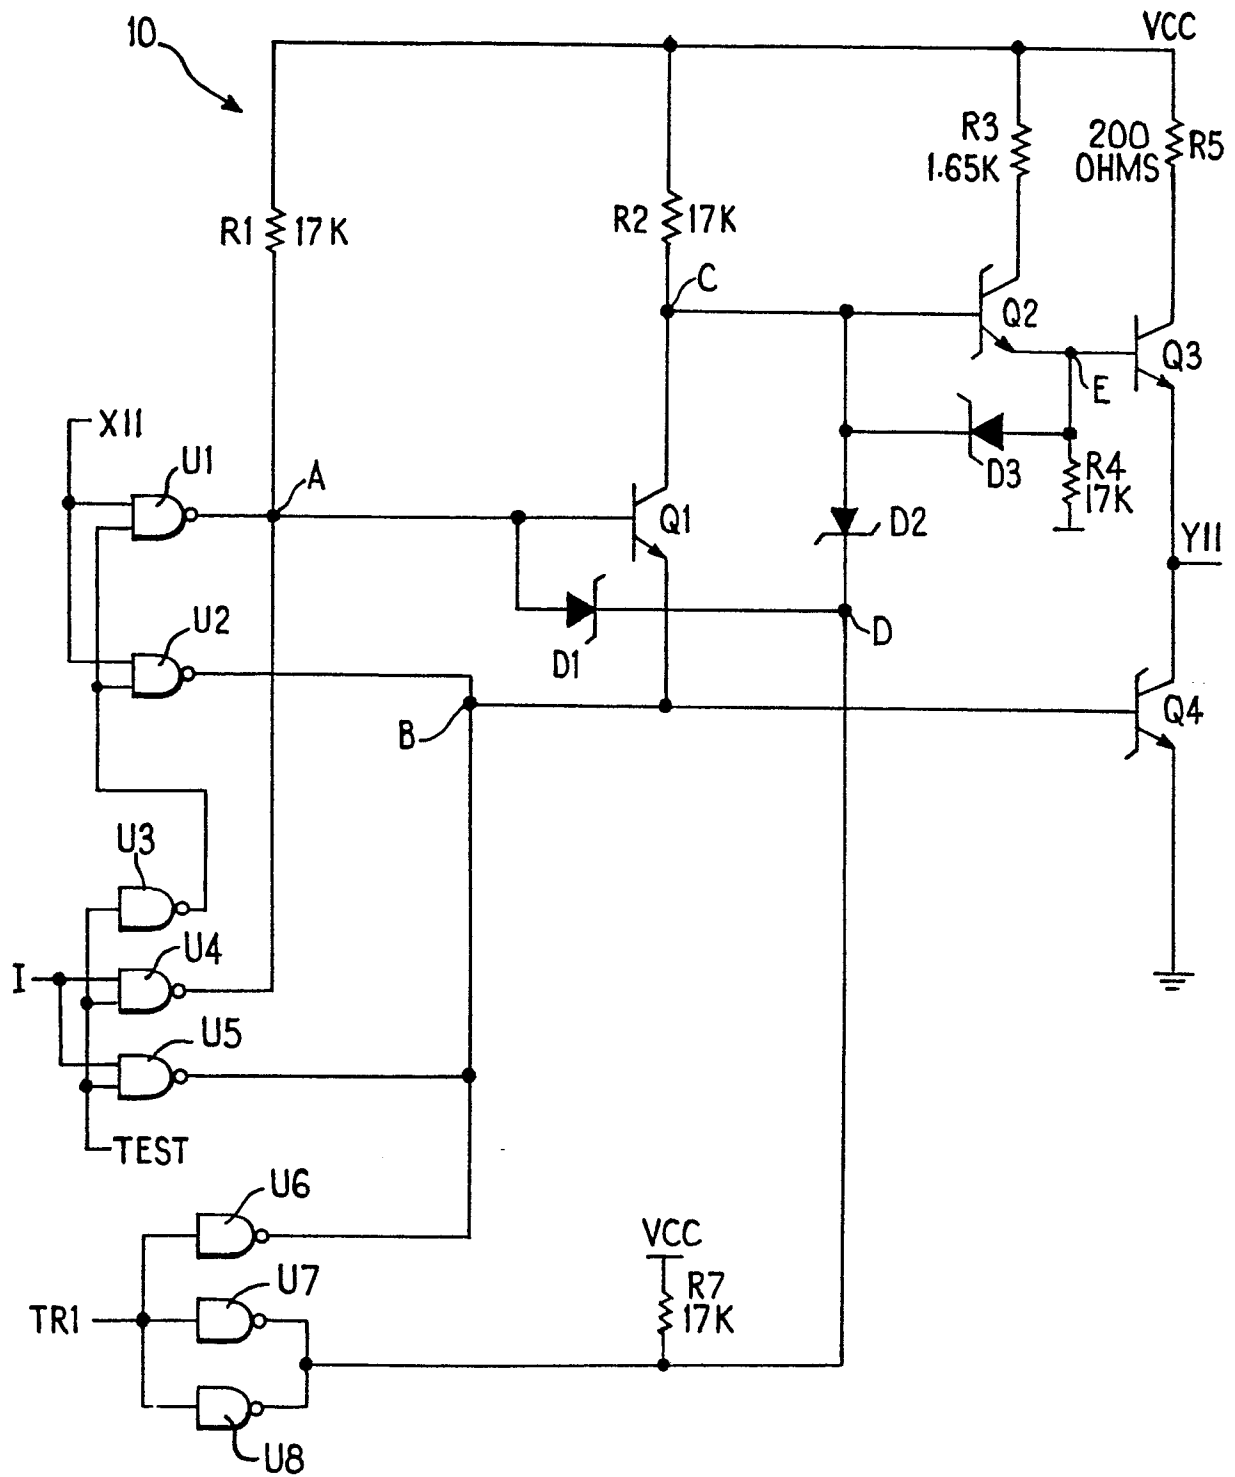 10
VCC
R3
1.65K
200
OHMS
R5
R1
17K
R2
17K
C
Q2
Q3
E
X11
U1
A
Q1
D3
R4
17K
D2
Y11
U2
D1
D
B
Q4
U3
U4
I
U5
TEST
U6
VCC
U7
R7
17K
TR1
U8